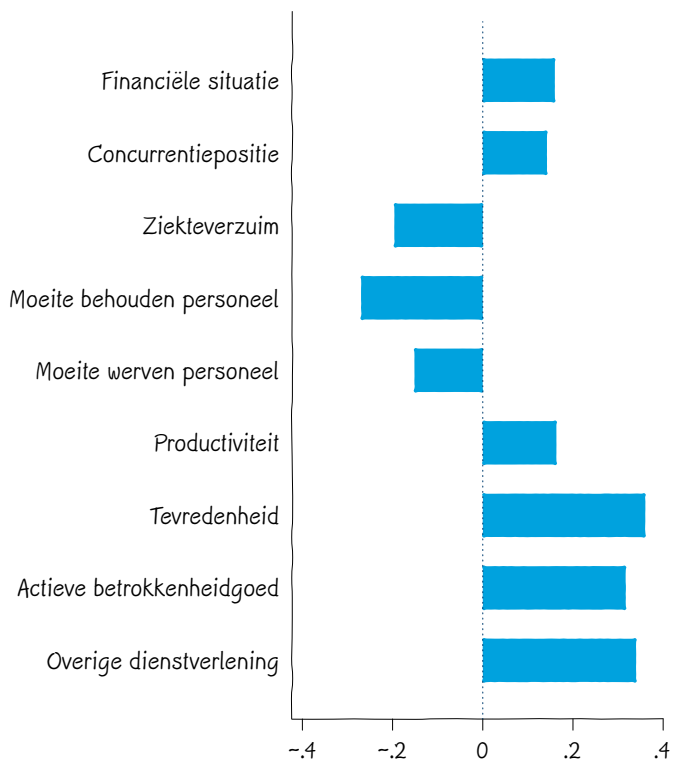 Financiële situatie
Concurrentiepositie
Ziekteverzuim
Moeite behouden personeel
Moeite werven personeel
Productiviteit
Tevredenheid
Actieve betrokkenheidgoed
Overige dienstverlening
-.4 -.2 0 .2 .4